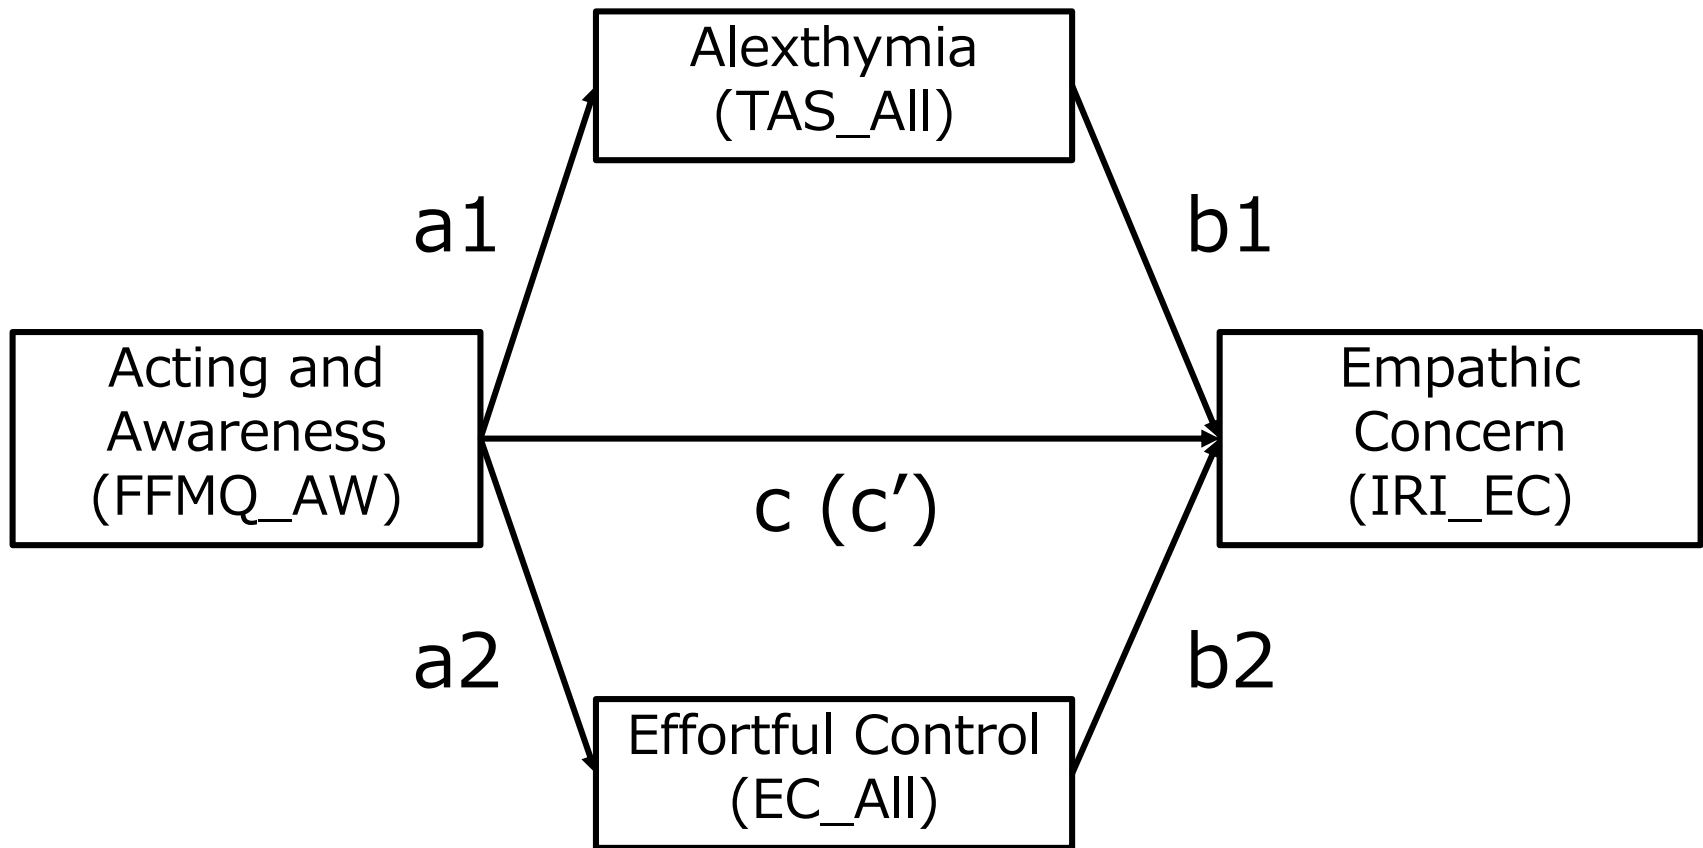 Alexthymia
(TAS_All)
a1
b1
Acting and
Awareness
(FFMQ_AW)
Empathic
Concern
(IRI_EC)
c (c’)
a2
b2
Effortful Control
(EC_All)